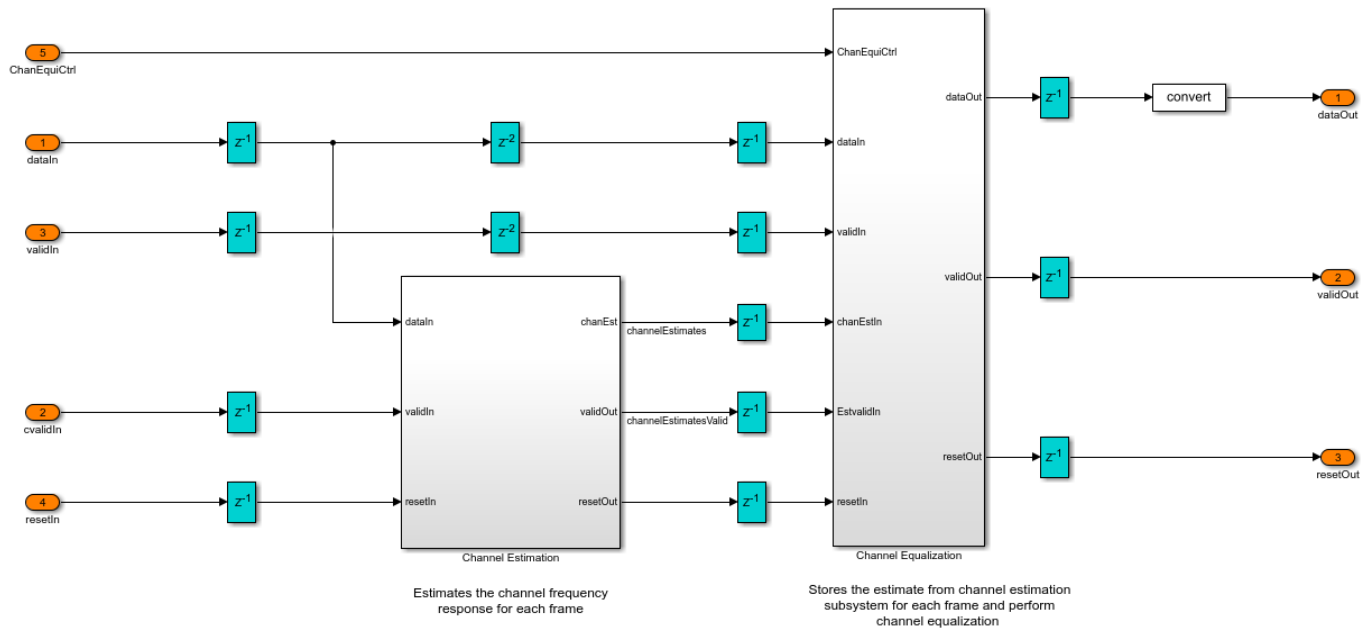 5
ChanEquiCtrl
ChanEquiCtrl
dataOut
z-1
convert
1
dataOut
1
dataIn
z-1
z-2
z-1
dataIn
3
validIn
z-1
z-2
z-1
validIn
validOut
z-1
2
validOut
dataIn
chanEst
channelEstimates
z-1
chanEstIn
2
cvalidIn
z-1
validIn
validOut
channelEstimatesValid
z-1
EstvalidIn
resetOut
z-1
3
resetOut
4
resetIn
z-1
resetIn
resetOut
z-1
resetIn
Channel Estimation
Channel Equalization
Estimates the channel frequency
response for each frame
Stores the estimate from channel estimation
subsystem for each frame and perform
channel equalization